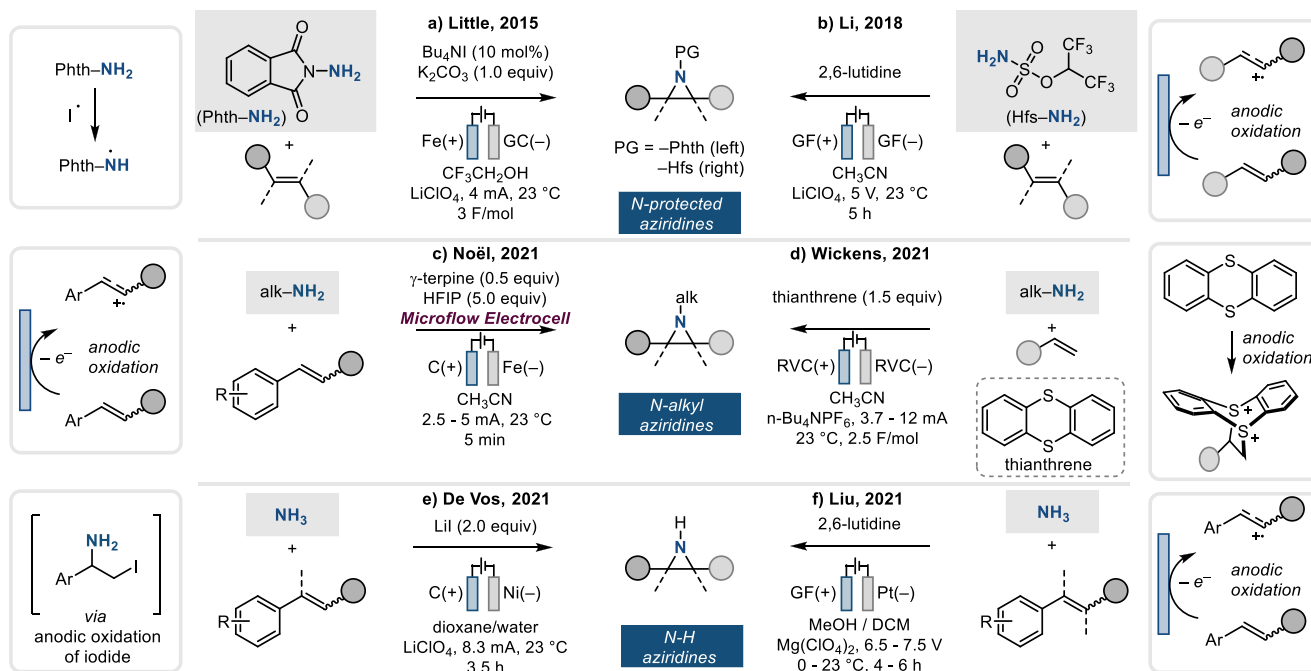 a) Little, 2015
Phth–NH2
I•
Phth–NH
(Phth–NH2)
O
N–NH2
O
+
Bu4NI (10 mol%)
K2CO3 (1.0 equiv)
Fe(+)
GC(–)
CF3CH2OH
LiClO4, 4 mA, 23 °C
3 F/mol
PG
N
PG = –Phth (left)
–Hfs (right)
N-protected
aziridines
b) Li, 2018
2,6-lutidine
GF(+)
GF(–)
CH3CN
LiClO4, 5 V, 23 °C
5 h
H2N
O
O
S
O
CF3
CF3
(Hfs–NH2)
+
+•
– e–
anodic
oxidation
c) Noël, 2021
Ar
+•
– e–
anodic
oxidation
Ar
alk–NH2
+
R
γ-terpine (0.5 equiv)
HFIP (5.0 equiv)
Microflow Electrocell
C(+)
Fe(–)
CH3CN
2.5 - 5 mA, 23 °C
5 min
alk
N
N-alkyl
aziridines
d) Wickens, 2021
thianthrene (1.5 equiv)
RVC(+)
RVC(–)
CH3CN
n-Bu4NPF6, 3.7 - 12 mA
23 °C, 2.5 F/mol
alk–NH2
+
S
S
thianthrene
S
S
anodic
oxidation
S
+
S
+
e) De Vos, 2021
NH2
Ar
I
via
anodic oxidation
of iodide
NH3
+
R
LiI (2.0 equiv)
C(+)
Ni(–)
dioxane/water
LiClO4, 8.3 mA, 23 °C
3.5 h
H
N
N-H
aziridines
f) Liu, 2021
2,6-lutidine
GF(+)
Pt(–)
MeOH / DCM
Mg(ClO4)2, 6.5 - 7.5 V
0 - 23 °C, 4 - 6 h
NH3
+
R
Ar
+•
– e–
anodic
oxidation
Ar